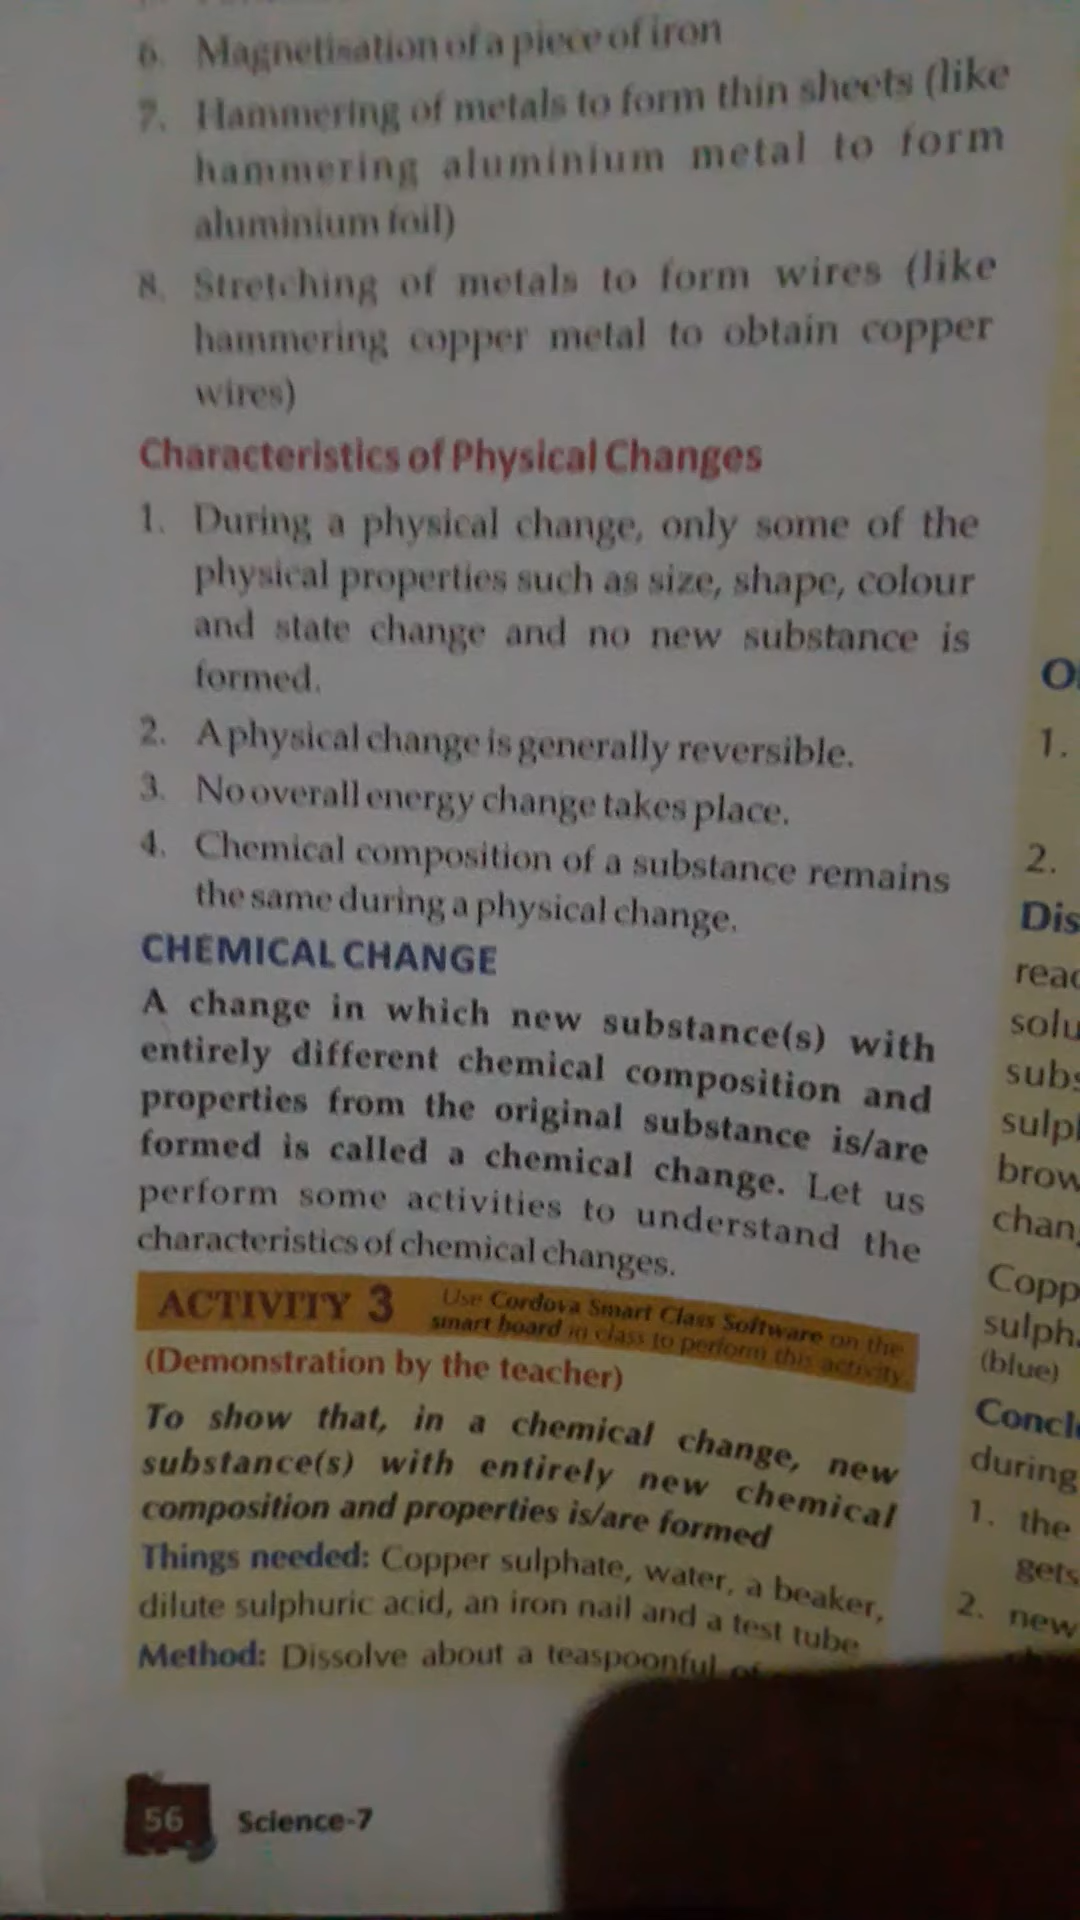 6. Magnetisation of a piece of iron
7. Hammering of metals to form thin sheets (like
hammering aluminium metal to form
aluminium foil)
8. Stretching of metals to form wires (like
hammering copper metal to obtain copper
wires)
Characteristics of Physical Changes
1. During a physical change, only some of the
physical properties such as size, shape, colour
and state change and no new substance is
formed.
2. A physical change is generally reversible.
3. No overall energy change takes place.
4. Chemical composition of a substance remains
the same during a physical change.
CHEMICAL CHANGE
A change in which new substance(s) with
entirely different chemical composition and
properties from the original substance is/are
formed is called a chemical change. Let us
perform some activities to understand the
characteristics of chemical changes.
ACTIVITY 3
Use Cordova Smart Class Software on the
smart board in class to perform this activity
(Demonstration by the teacher)
To show that, in a chemical change, new
substance(s) with entirely new chemical
composition and properties is/are formed
Things needed: Copper sulphate, water, a beaker,
dilute sulphuric acid, an iron nail and a test tube
Method: Dissolve about a teaspoonful of
56 Science-7
1.
2.
Dis
reac
solu
subs
sulph
brow
chan
Copp
sulph
(blue)
Concl
during
1. the
gets
2. new